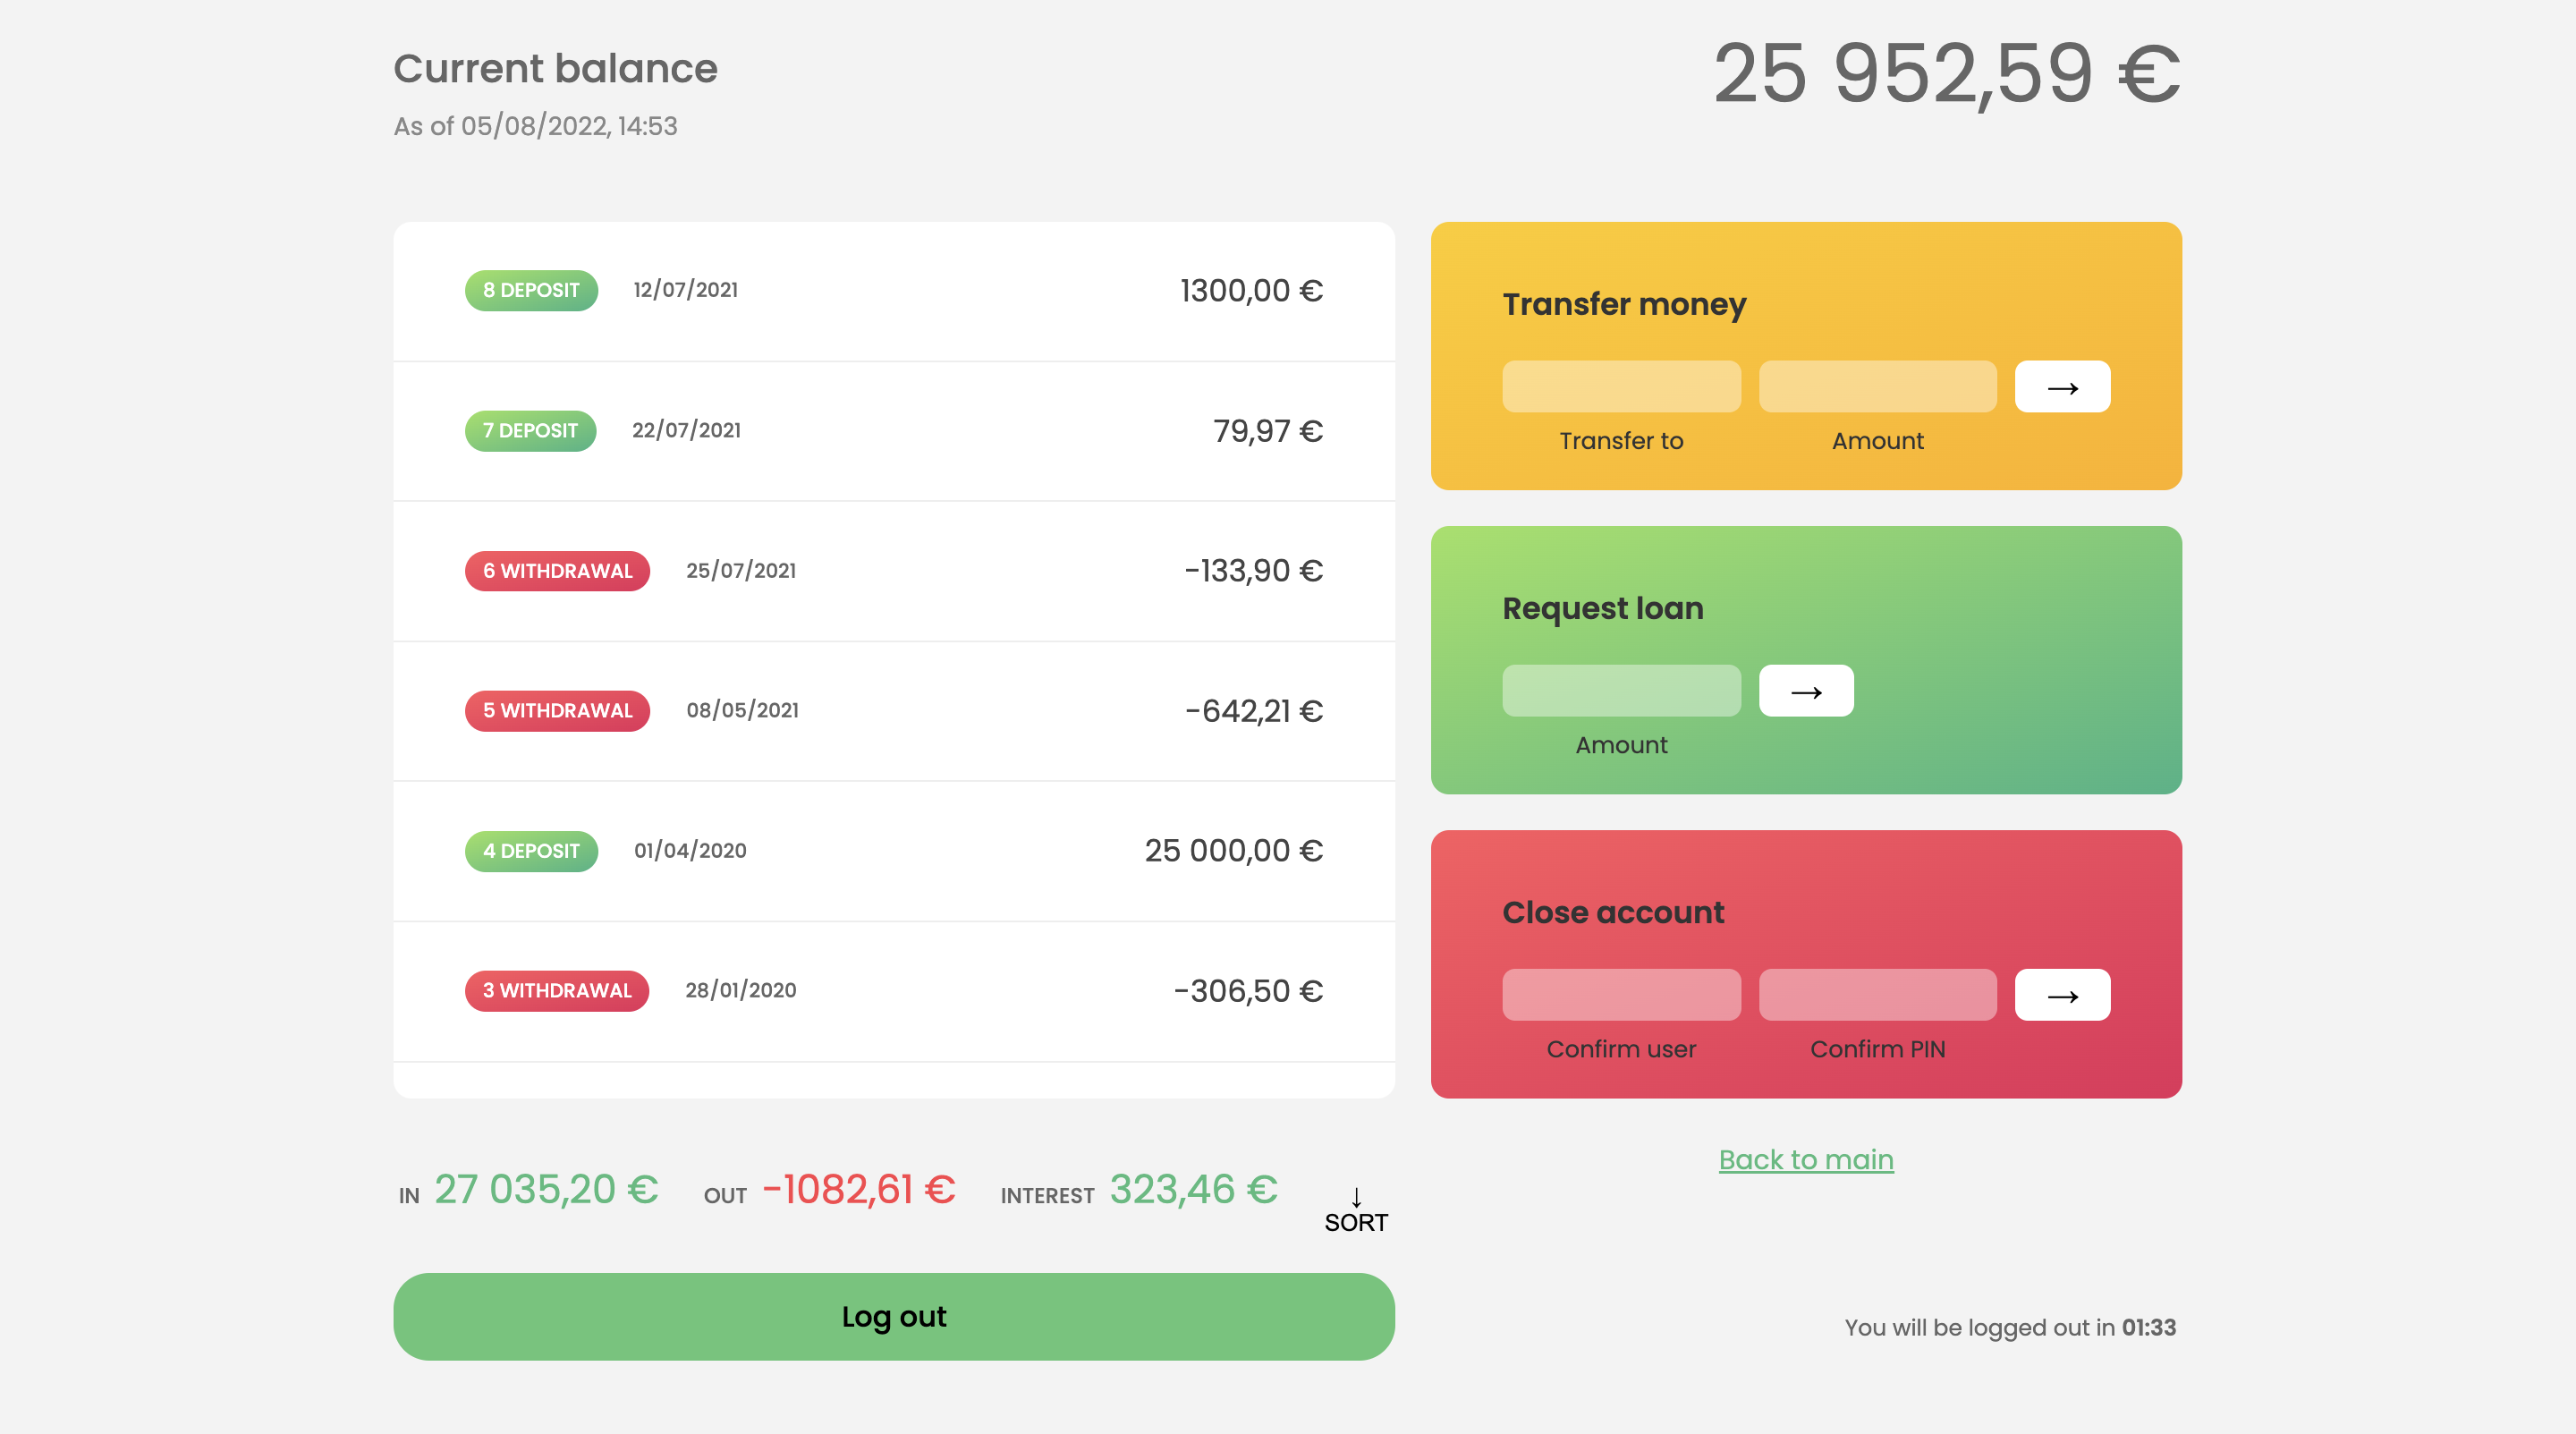 Current balance
25 952,59 €
As of 05/08/2022, 14:53
8 DEPOSIT 12/07/2021 1300,00 €
7 DEPOSIT 22/07/2021 79,97 €
6 WITHDRAWAL 25/07/2021 -133,90 €
5 WITHDRAWAL 08/05/2021 -642,21 €
4 DEPOSIT 01/04/2020 25 000,00 €
3 WITHDRAWAL 28/01/2020 -306,50 €
Transfer money
→
Transfer to Amount
Request loan
→
Amount
Close account
→
Confirm user Confirm PIN
IN 27 035,20 € OUT -1082,61 € INTEREST 323,46 € ↓ SORT
Back to main
Log out
You will be logged out in 01:33